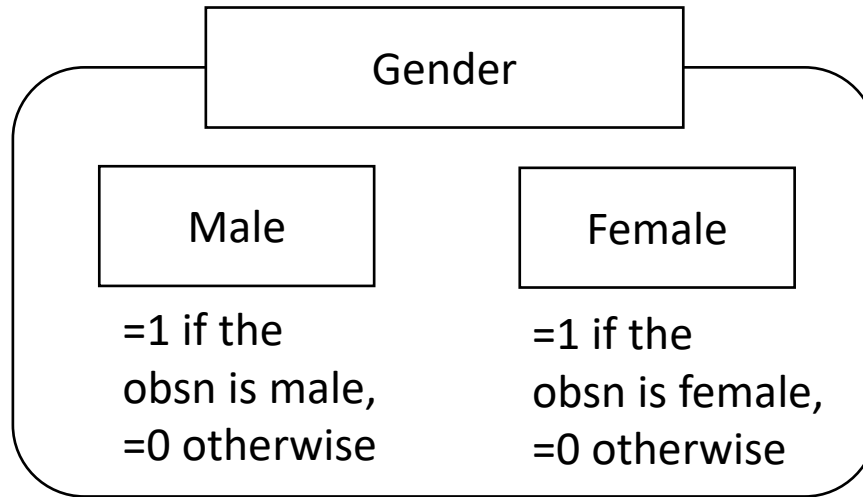 Gender
Male
Female
=1 if the
obsn is male,
=0 otherwise
=1 if the
obsn is female,
=0 otherwise